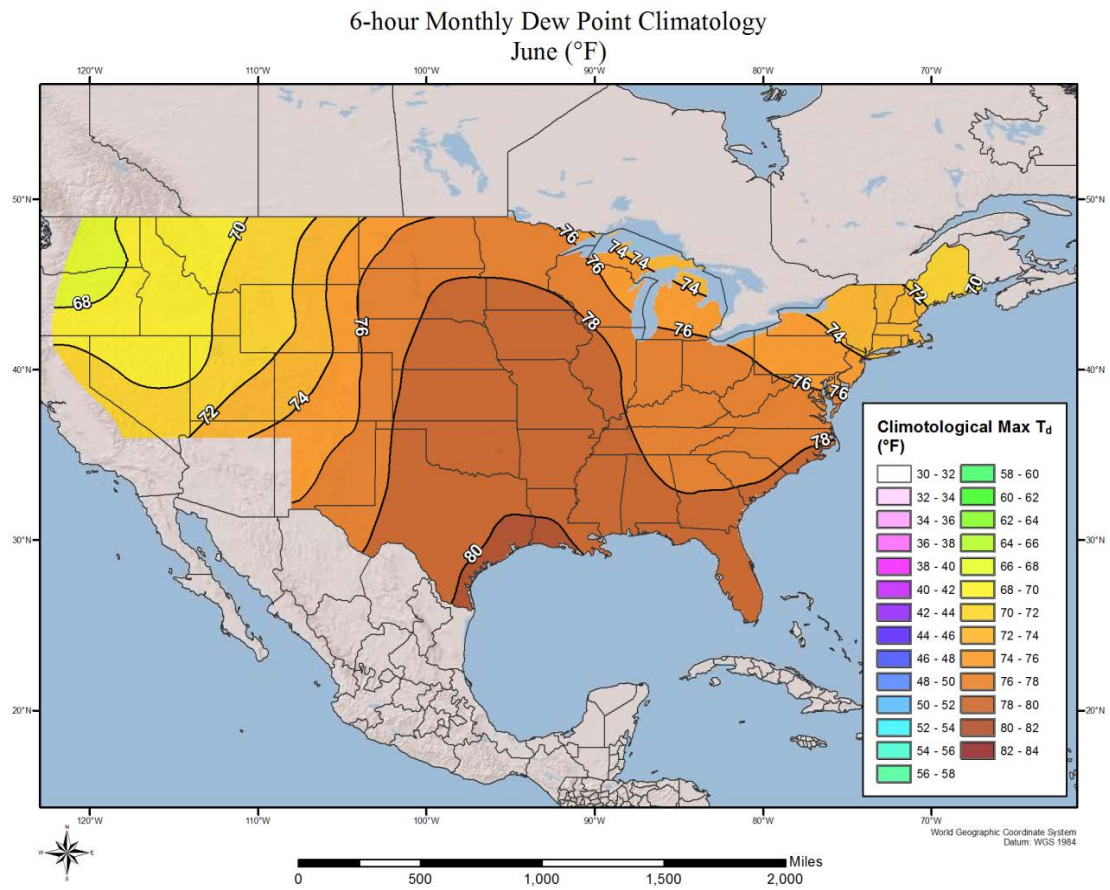 6-hour Monthly Dew Point Climatology
June (°F)
120°W 110°W 100°W 90°W 80°W 70°W
50°N 50°N
40°N 40°N
30°N 30°N
20°N 20°N
70
76
74
74
76
74
72
70
68
76
78
76
74
72
74
76
76
78
80
Climotological Max Td
(°F)
30 - 32 58 - 60
32 - 34 60 - 62
34 - 36 62 - 64
36 - 38 64 - 66
38 - 40 66 - 68
40 - 42 68 - 70
42 - 44 70 - 72
44 - 46 72 - 74
46 - 48 74 - 76
48 - 50 76 - 78
50 - 52 78 - 80
52 - 54 80 - 82
54 - 56 82 - 84
56 - 58
120°W 110°W 100°W 90°W 80°W 70°W
World Geographic Coordinate System
Datum: WGS 1984
N
W E
S
Miles
0 500 1,000 1,500 2,000